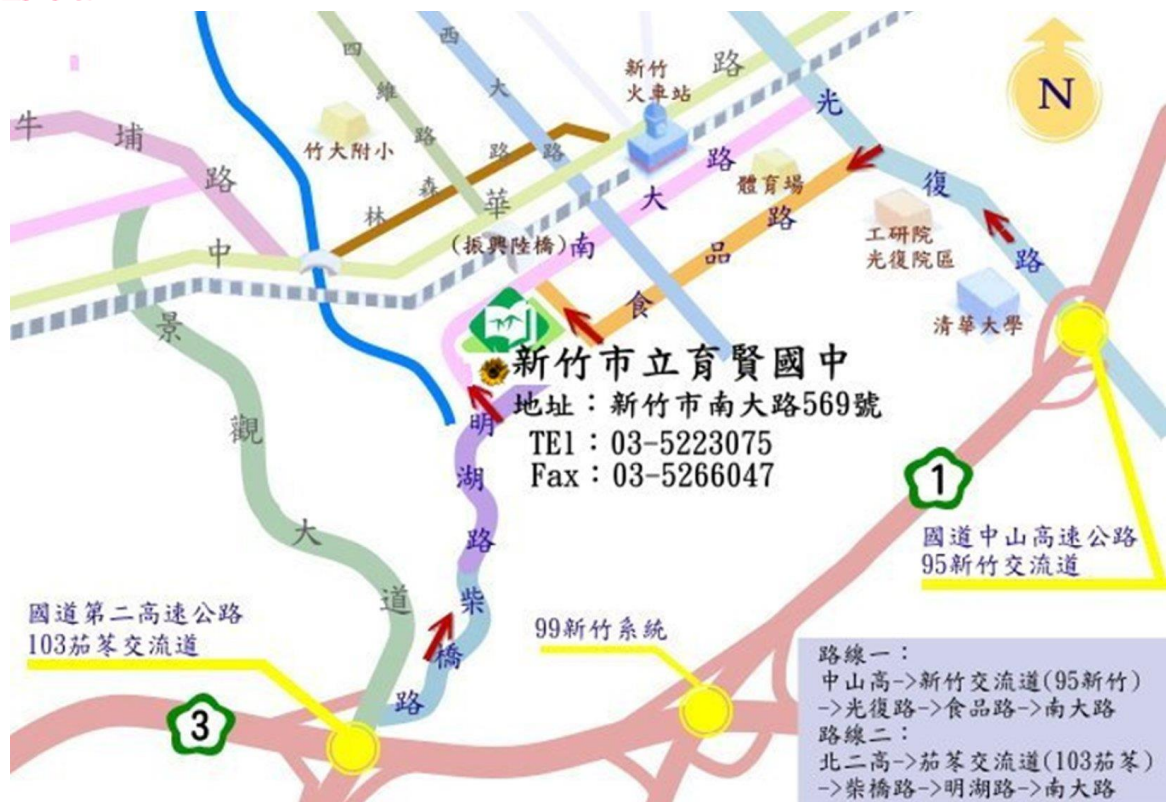 牛埔路
竹大附小
四維路
西大路
新竹
火車站
中華路
林森路
(振興陸橋)
南大路
體育場
食品路
光復路
N
工研院
光復院區
清華大學
景觀大道
新竹市立育賢國中
地址：新竹市南大路569號
TEl：03-5223075
Fax：03-5266047
明湖路
柴橋路
1
國道中山高速公路
95新竹交流道
國道第二高速公路
103茄苳交流道
3
99新竹系統
路線一：
中山高->新竹交流道(95新竹)
->光復路->食品路->南大路
路線二：
北二高->茄苳交流道(103茄苳)
->柴橋路->明湖路->南大路